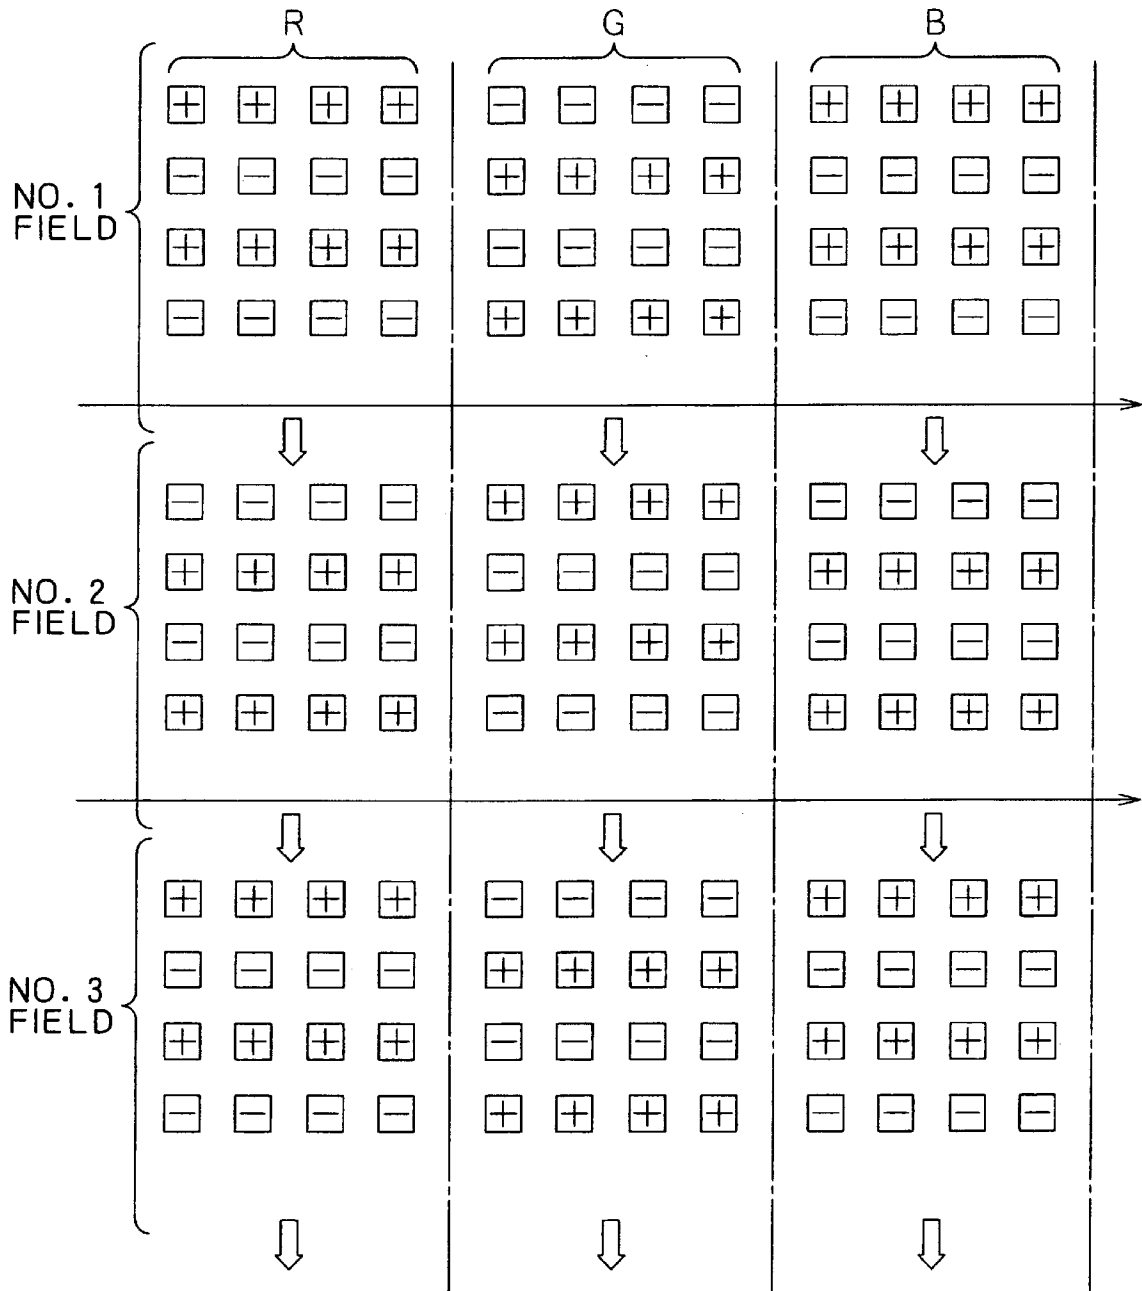 R G B
+ + + + − − − − + + + +
− − − − + + + + − − − −
NO. 1
FIELD
+ + + + − − − − + + + +
− − − − + + + + − − − −
− − − − + + + + − − − −
+ + + + − − − − + + + +
NO. 2
FIELD
− − − − + + + + − − − −
+ + + + − − − − + + + +
+ + + + − − − − + + + +
− − − − + + + + − − − −
NO. 3
FIELD
+ + + + − − − − + + + +
− − − − + + + + − − − −